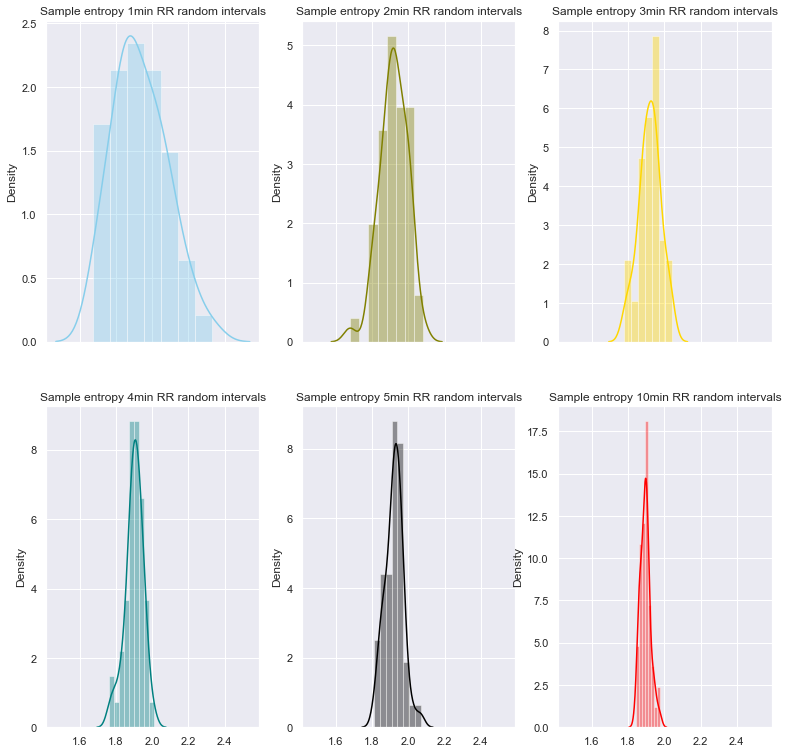 Sample entropy 1min RR random intervals
Sample entropy 2min RR random intervals
Sample entropy 3min RR random intervals
2.5
2.0
1.5
1.0
0.5
0.0
Density
5
4
3
2
1
0
Density
8
7
6
5
4
3
2
1
0
Density
Sample entropy 4min RR random intervals
Sample entropy 5min RR random intervals
Sample entropy 10min RR random intervals
8
6
4
2
0
Density
1.6 1.8 2.0 2.2 2.4
8
6
4
2
0
Density
1.6 1.8 2.0 2.2 2.4
17.5
15.0
12.5
10.0
7.5
5.0
2.5
0.0
Density
1.6 1.8 2.0 2.2 2.4